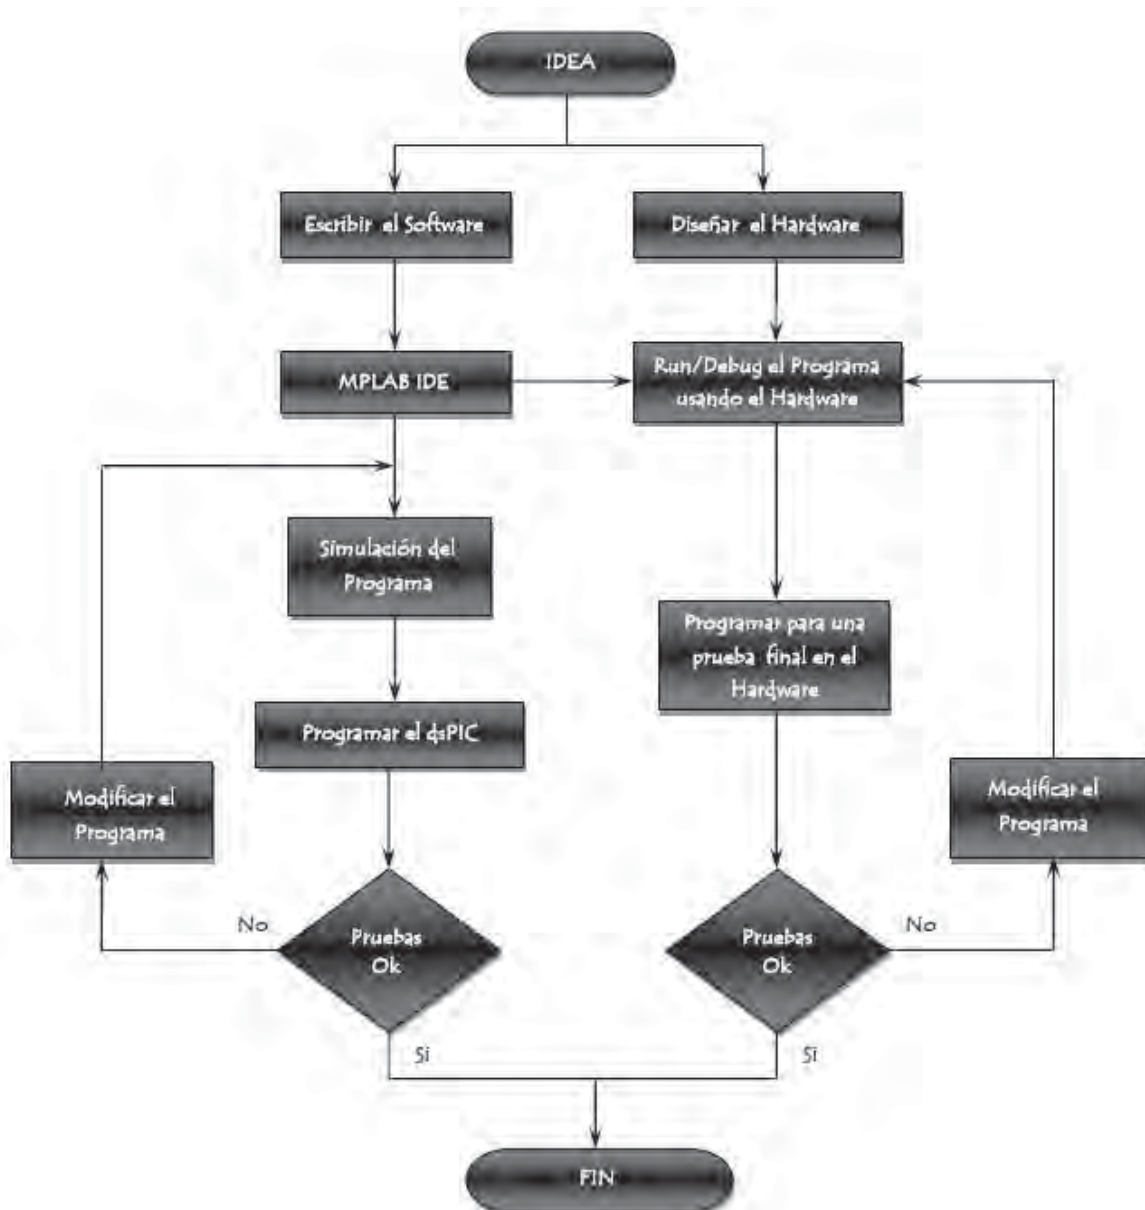 IDEA
Escribir el Software
Diseñar el Hardware
MPLAB IDE
Run/Debug el Programa
usando el Hardware
Simulación del
Programa
Programar para una
prueba final en el
Hardware
Programar el dsPIC
Modificar el
Programa
Modificar el
Programa
No
Pruebas
Ok
Pruebas
Ok
No
Si
Si
FIN